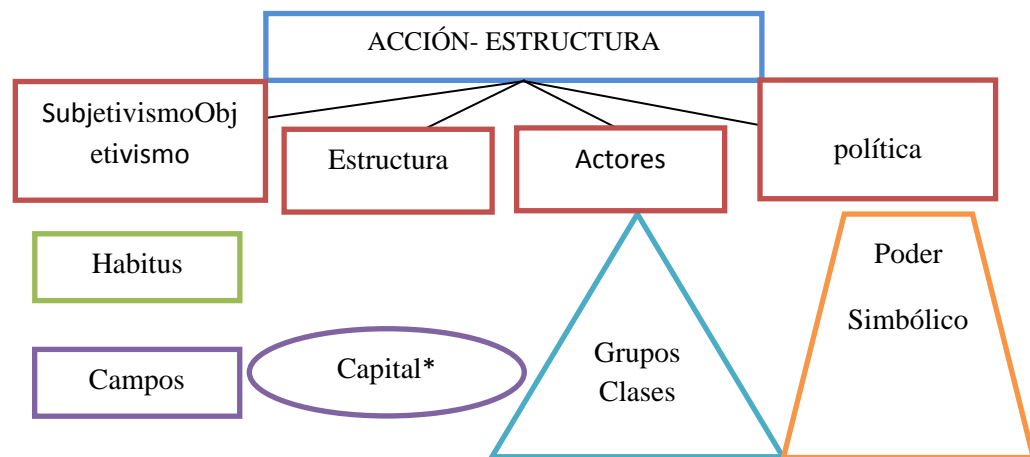 ACCIÓN- ESTRUCTURA
SubjetivismoObj
etivismo
Estructura
Actores
política
Habitus
Poder
Simbólico
Campos
Capital*
Grupos
Clases